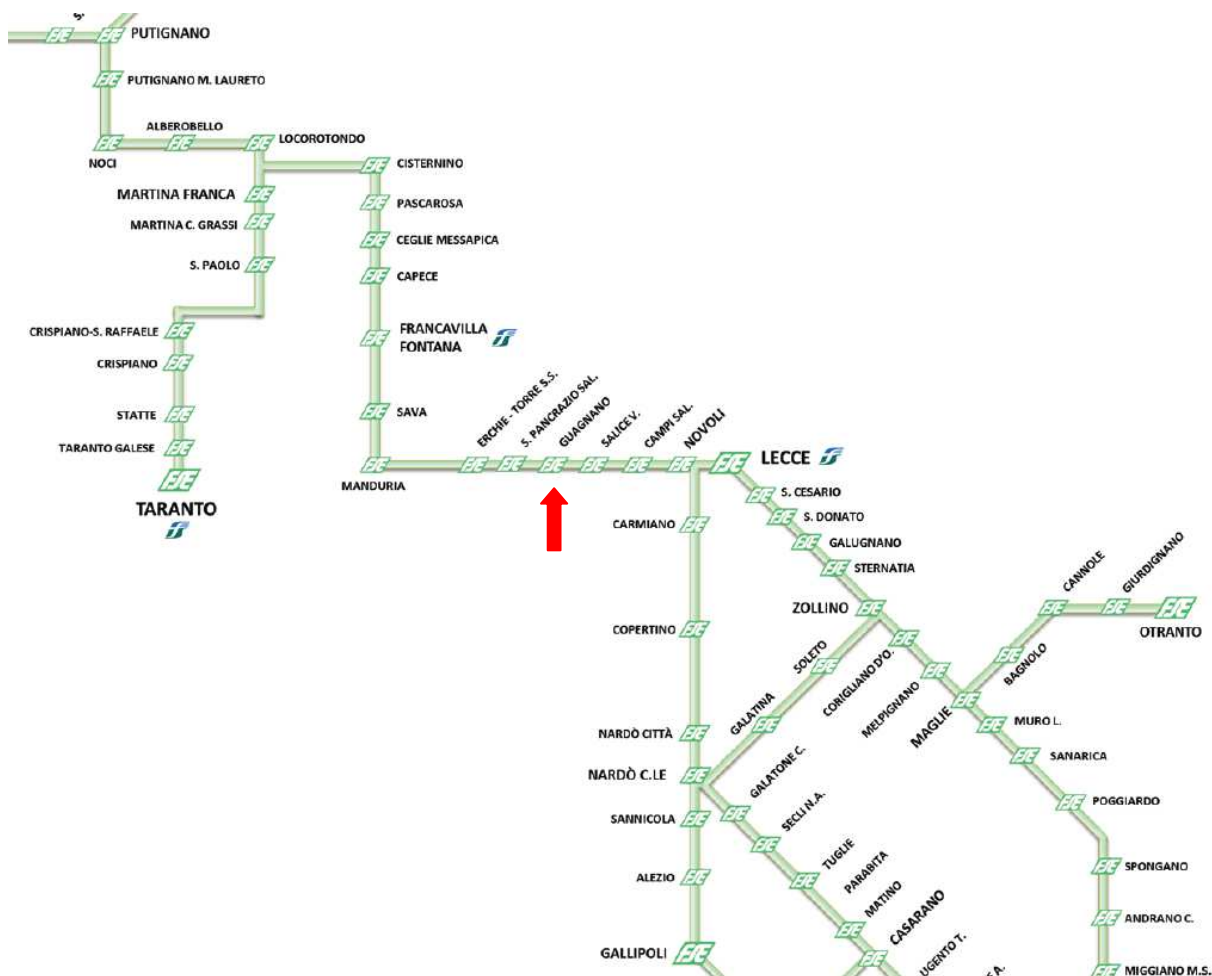 S.
PUTIGNANO
PUTIGNANO M. LAURETO
ALBEROBELLO
LOCOROTONDO
NOCI
CISTERNINO
MARTINA FRANCA
PASCAROSA
MARTINA C. GRASSI
CEGLIE MESSAPICA
S. PAOLO
CAPECE
CRISPIANO-S. RAFFAELE
FRANCAVILLA
FONTANA
CRISPIANO
STATTE
SAVA
TARANTO GALESE
TARANTO
MANDURIA
ERCHIE - TORRE S.S.
S. PANCRAZIO SAL.
GUAGNANO
SALICE V.
CAMPI SAL.
NOVOLI
LECCE
S. CESARIO
S. DONATO
CARMIANO
GALUGNANO
STERNATIA
ZOLLINO
CANNOLE
GIURDIGNANO
OTRANTO
COPERTINO
SOLETO
CORIGLIANO D'O.
BAGNOLO
MELPIGNANO
MAGLIE
GALATINA
MURO L.
NARDÒ CITTÀ
SANARICA
NARDÒ C.LE
GALATONE C.
POGGIARDO
SANNICOLA
SECLI N.A.
TUGLIE
PARABITA
SPONGANO
ALEZIO
MATINO
ANDRANO C.
CASARANO
GALLIPOLI
UGENTO T.
MIGGIANO M.S.